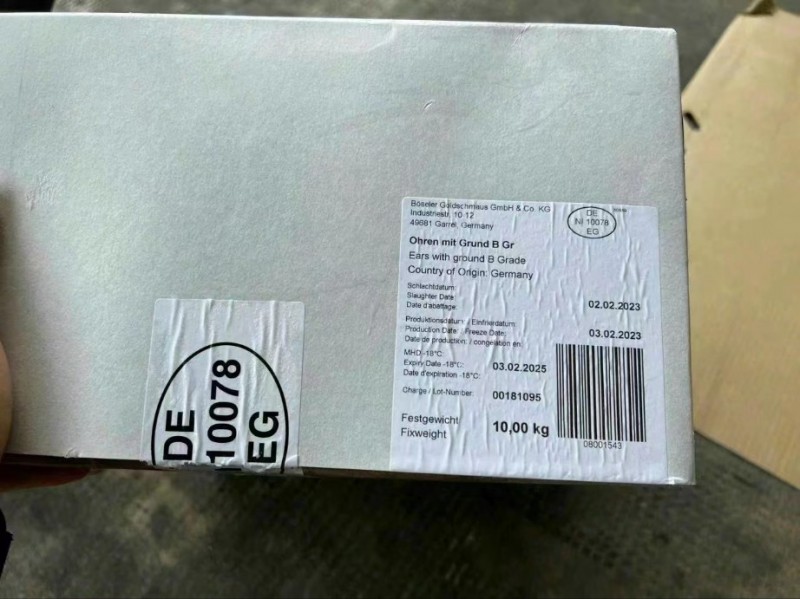 Böseler Goldschmaus GmbH & Co. KG
Industriestr. 10-12
49681 Garrel, Germany
DE
NI 10078
EG
Ohren mit Grund B Gr
Ears with ground B Grade
Country of Origin: Germany
Schlachtdatum:
Slaughter Date:
Date d'abattage:
02.02.2023
Produktionsdatum: / Einfrierdatum:
Production Date: / Freeze Date:
Date de production: / congélation en:
03.02.2023
MHD -18°C:
Expiry Date -18°C:
Date d'expiration -18°C:
03.02.2025
Charge / Lot-Number:
00181095
Festgewicht
Fixweight
10,00 kg
08001543
DE
10078
EG